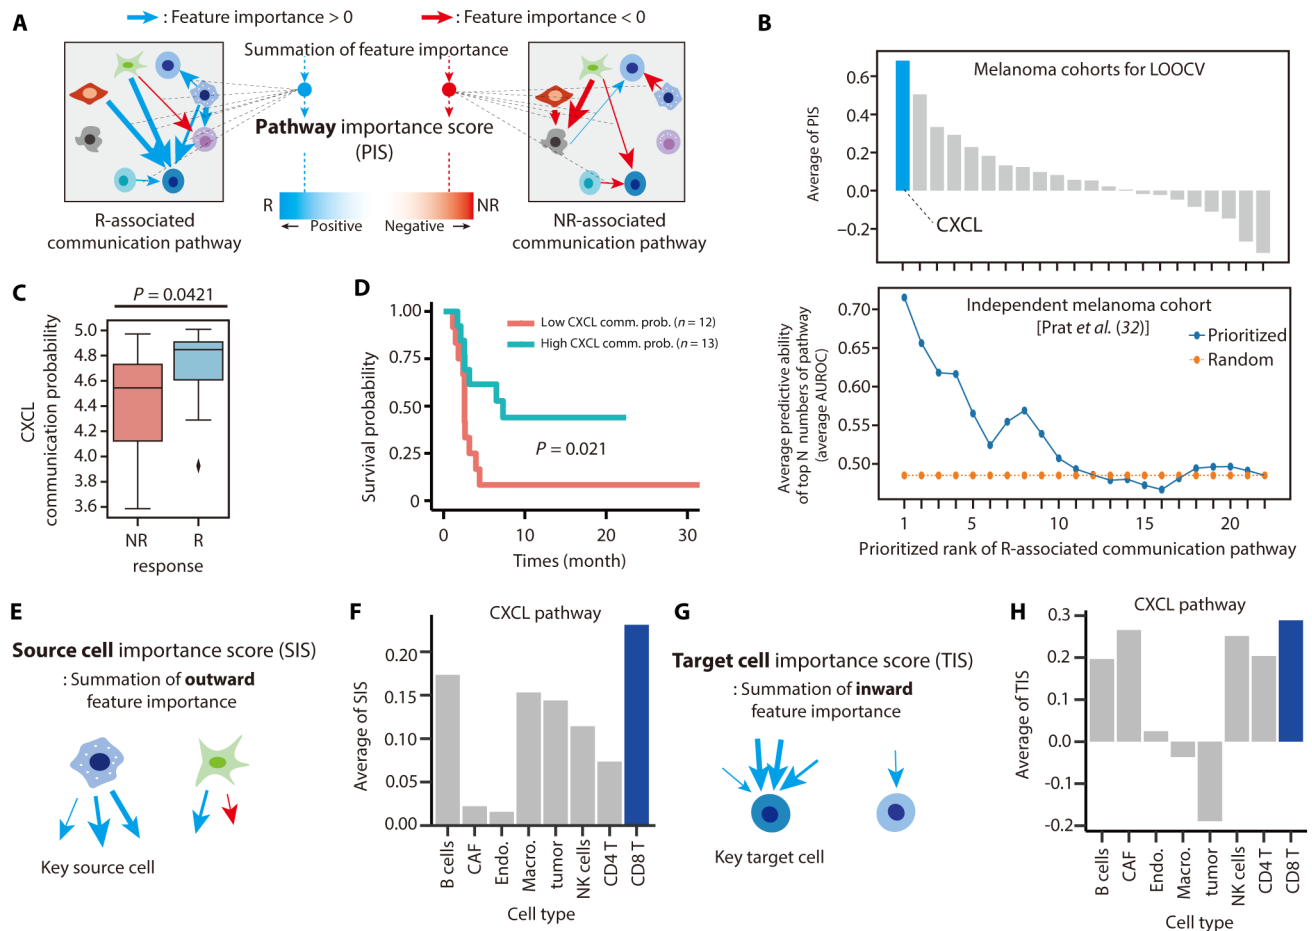 A
: Feature importance > 0
: Feature importance < 0
Summation of feature importance
Pathway importance score
(PIS)
R
NR
← Positive
Negative →
R-associated
communication pathway
NR-associated
communication pathway
B
Melanoma cohorts for LOOCV
Average of PIS
0.6
0.4
0.2
0.0
−0.2
CXCL
Independent melanoma cohort
[Prat et al. (32)]
Prioritized
Random
Average predictive ability
of top N numbers of pathway
(average AUROC)
0.70
0.65
0.60
0.55
0.50
1 5 10 15 20
Prioritized rank of R-associated communication pathway
C
P = 0.0421
CXCL
communication probability
5.0
4.8
4.6
4.4
4.2
4.0
3.8
3.6
NR R
response
D
Low CXCL comm. prob. (n = 12)
High CXCL comm. prob. (n = 13)
P = 0.021
Survival probability
1.00
0.75
0.50
0.25
0
0 10 20 30
Times (month)
E
Source cell importance score (SIS)
: Summation of outward
feature importance
Key source cell
F
CXCL pathway
Average of SIS
0.20
0.15
0.10
0.05
0.00
B cells
CAF
Endo.
Macro.
tumor
NK cells
CD4 T
CD8 T
Cell type
G
Target cell importance score (TIS)
: Summation of inward
feature importance
Key target cell
H
CXCL pathway
Average of TIS
0.3
0.2
0.1
0.0
-0.1
-0.2
B cells
CAF
Endo.
Macro.
tumor
NK cells
CD4 T
CD8 T
Cell type